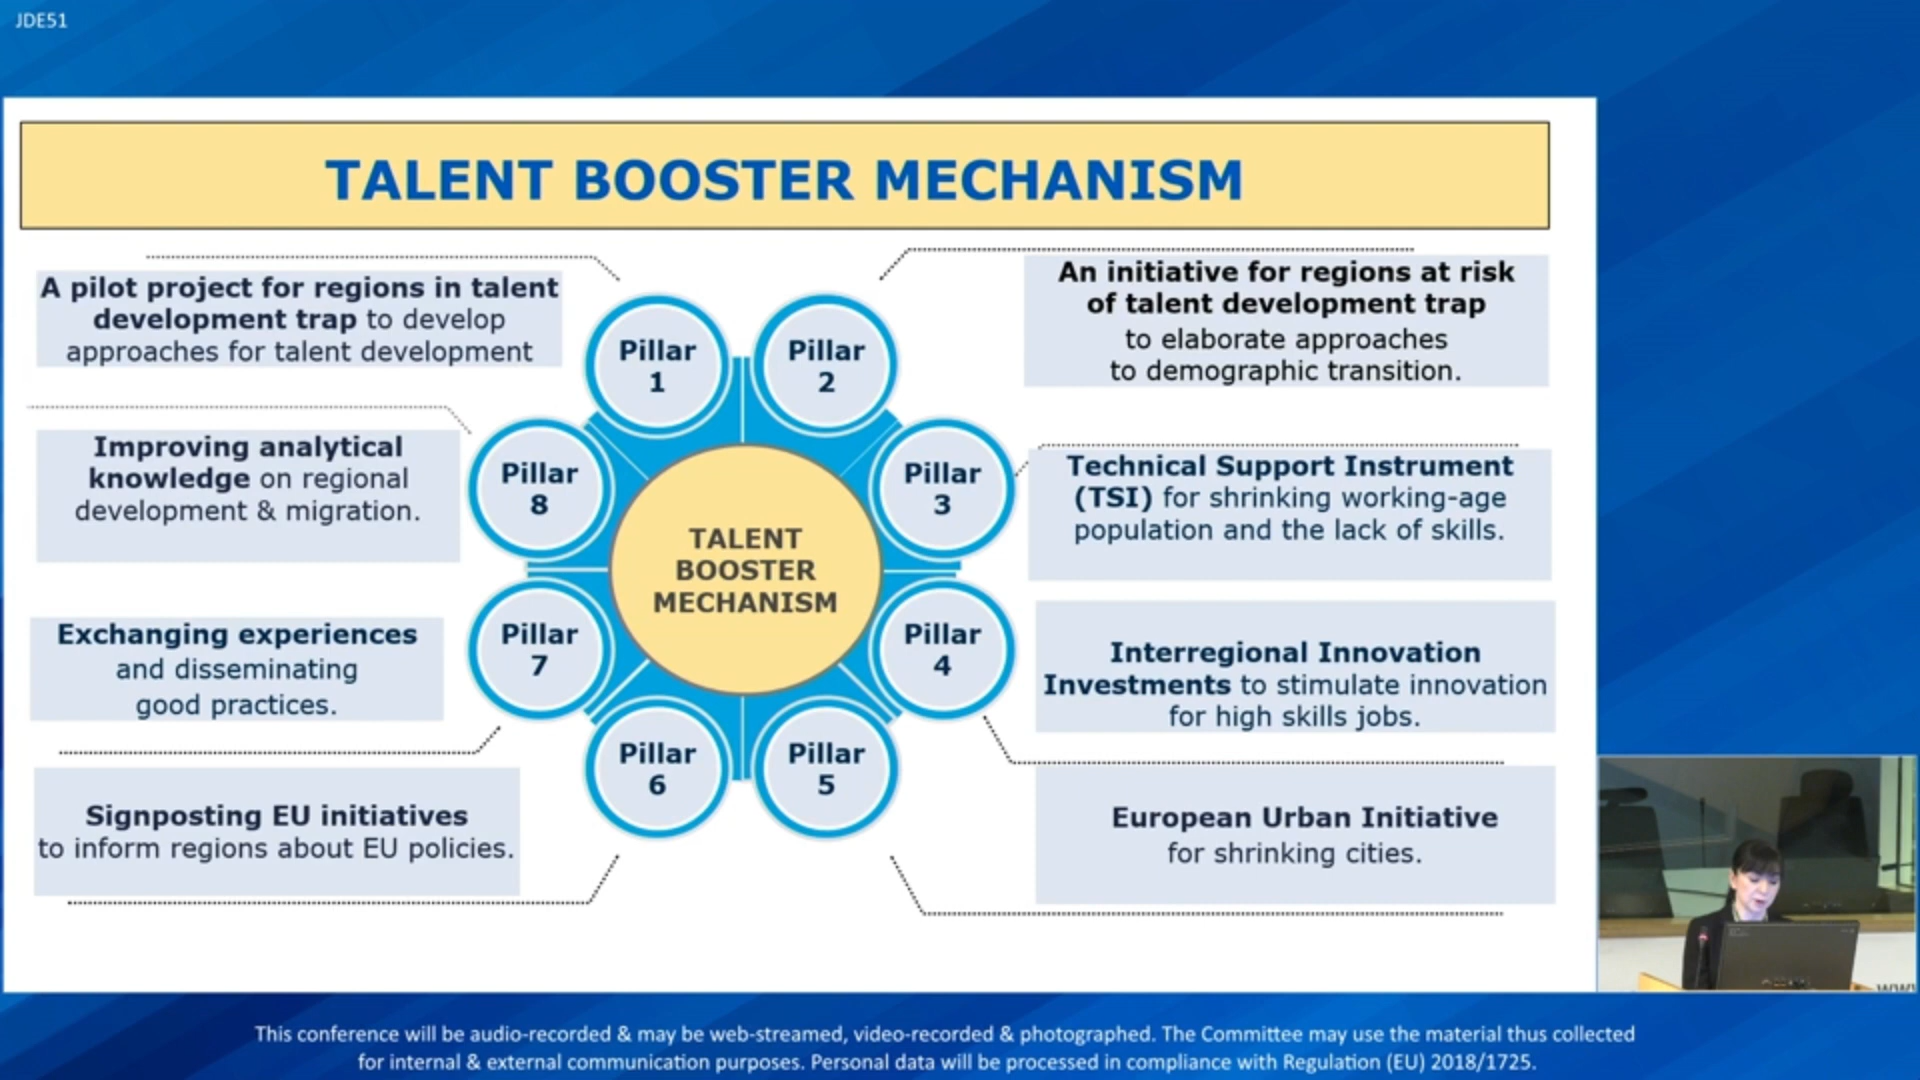 JDE51
TALENT BOOSTER MECHANISM
A pilot project for regions in talent
development trap to develop
approaches for talent development
An initiative for regions at risk
of talent development trap
to elaborate approaches
to demographic transition.
Pillar
1
Pillar
2
Improving analytical
knowledge on regional
development & migration.
Pillar
8
Pillar
3
Technical Support Instrument
(TSI) for shrinking working-age
population and the lack of skills.
TALENT
BOOSTER
MECHANISM
Exchanging experiences
and disseminating
good practices.
Pillar
7
Pillar
4
Interregional Innovation
Investments to stimulate innovation
for high skills jobs.
Signposting EU initiatives
to inform regions about EU policies.
Pillar
6
Pillar
5
European Urban Initiative
for shrinking cities.
This conference will be audio-recorded & may be web-streamed, video-recorded & photographed. The Committee may use the material thus collected
for internal & external communication purposes. Personal data will be processed in compliance with Regulation (EU) 2018/1725.